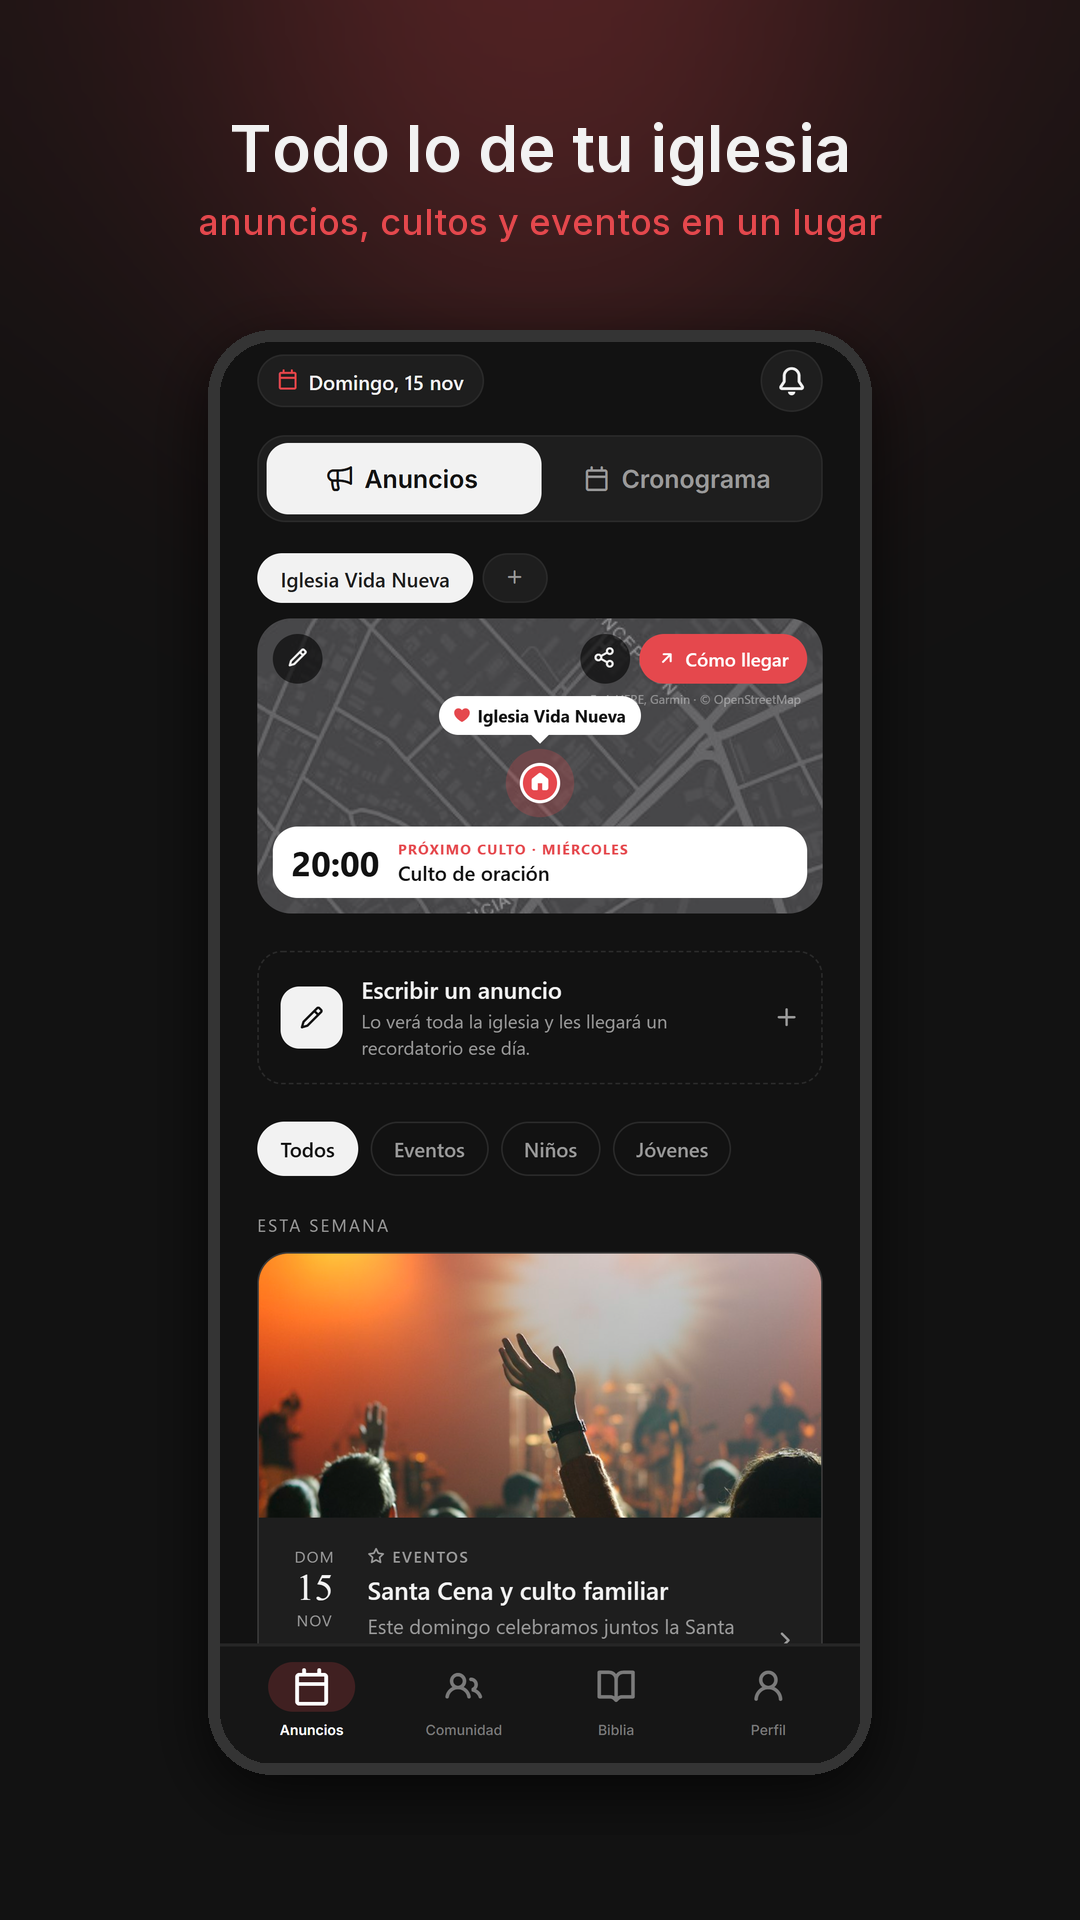 Todo lo de tu iglesia
anuncios, cultos y eventos en un lugar
Domingo, 15 nov
Anuncios
Cronograma
Iglesia Vida Nueva
+
Cómo llegar
Garmin · © OpenStreetMap
Iglesia Vida Nueva
20:00
PRÓXIMO CULTO · MIÉRCOLES
Culto de oración
Escribir un anuncio
Lo verá toda la iglesia y les llegará un
recordatorio ese día.
+
Todos
Eventos
Niños
Jóvenes
ESTA SEMANA
DOM
15
NOV
EVENTOS
Santa Cena y culto familiar
Este domingo celebramos juntos la Santa
Anuncios
Comunidad
Biblia
Perfil